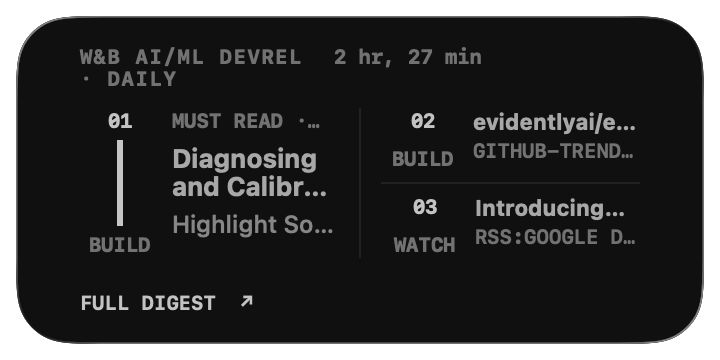 W&B AI/ML DEVREL 2 hr, 27 min
· DAILY
01
MUST READ ·…
Diagnosing
and Calibr…
Highlight So…
BUILD
02
evidentlyai/e…
BUILD
GITHUB-TREND…
03
Introducing…
WATCH
RSS:GOOGLE D…
FULL DIGEST ↗